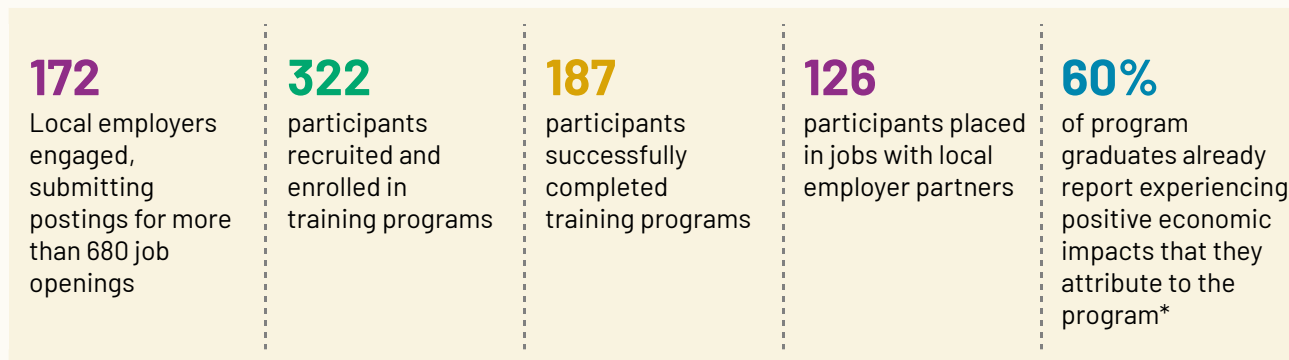 172
Local employers
engaged,
submitting
postings for more
than 680 job
openings
322
participants
recruited and
enrolled in
training programs
187
participants
successfully
completed
training programs
126
participants placed
in jobs with local
employer partners
60%
of program
graduates already
report experiencing
positive economic
impacts that they
attribute to the
program*